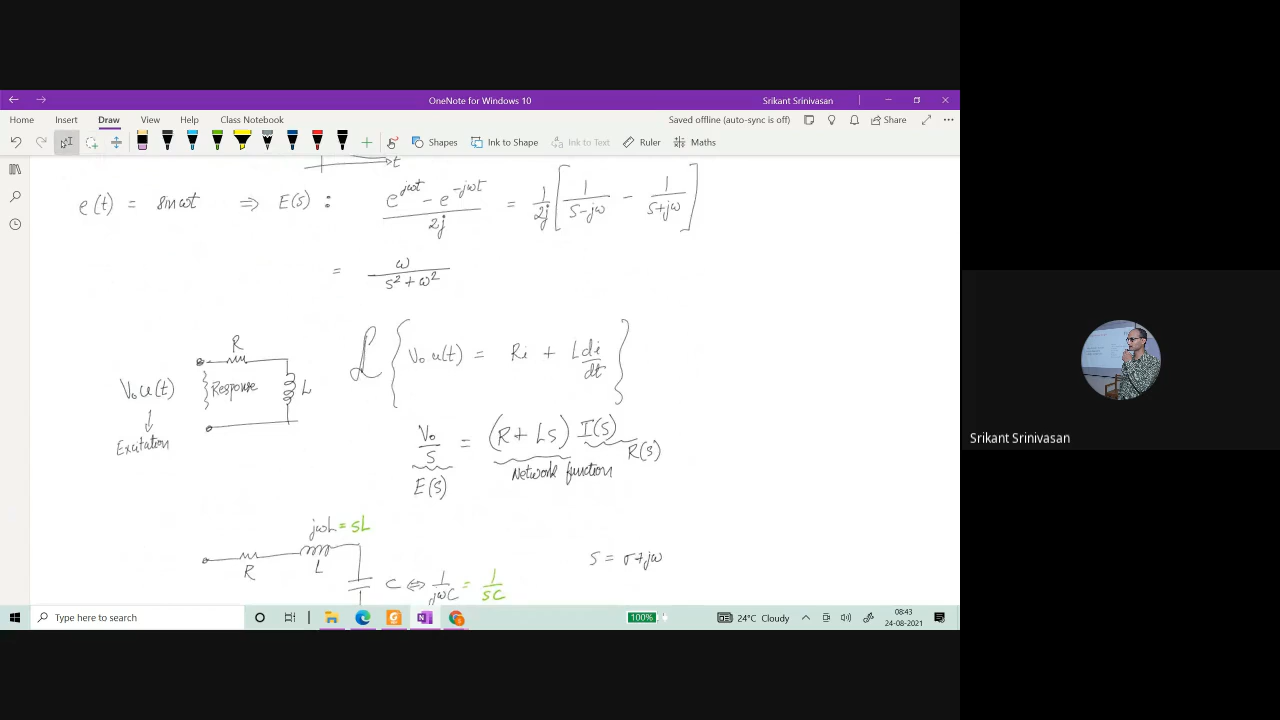 OneNote for Windows 10
Srikant Srinivasan
Home Insert Draw View Help Class Notebook
Saved offline (auto-sync is off)
Share
Shapes Ink to Shape Ink to Text Ruler Maths
t
e(t) = sinωt ⇒ E(s) : (e^{jωt} − e^{−jωt})/2j = 1/2j [ 1/(s−jω) − 1/(s+jω) ]
= ω/(s² + ω²)
R
ℒ { V₀ u(t) = Ri + L di/dt }
V₀u(t) Response L
Excitation
V₀/s = (R + Ls) I(s)
R(s)
Network function
E(s)
jωL = sL
R L
s = σ+jω
C ⇔ 1/jωC = 1/sC
Srikant Srinivasan
Type here to search
100%
24°C Cloudy
08:43
24-08-2021